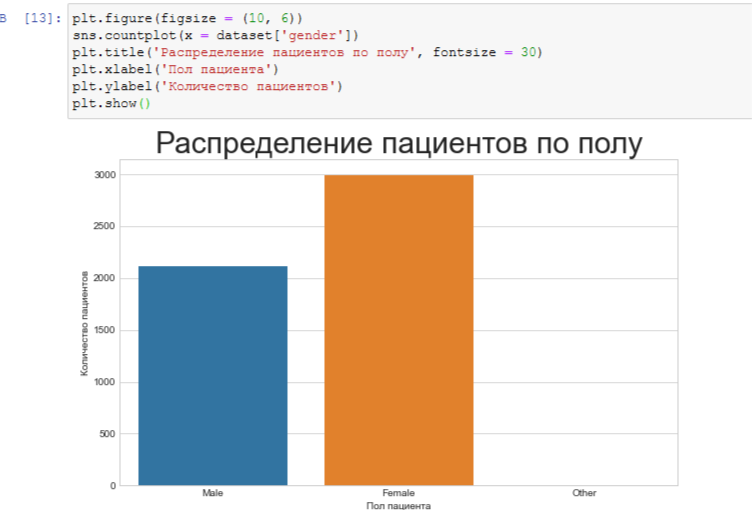 В [13]: plt.figure(figsize = (10, 6))
sns.countplot(x = dataset['gender'])
plt.title('Распределение пациентов по полу', fontsize = 30)
plt.xlabel('Пол пациента')
plt.ylabel('Количество пациентов')
plt.show()
Распределение пациентов по полу
Количество пациентов
3000
2500
2000
1500
1000
500
0
Male Female Other
Пол пациента